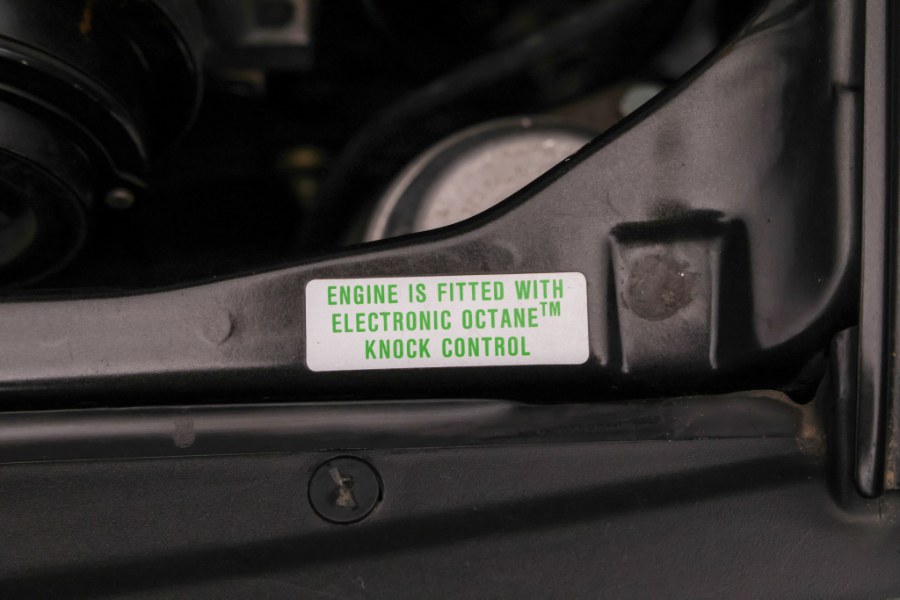 ENGINE IS FITTED WITH
ELECTRONIC OCTANE™
KNOCK CONTROL